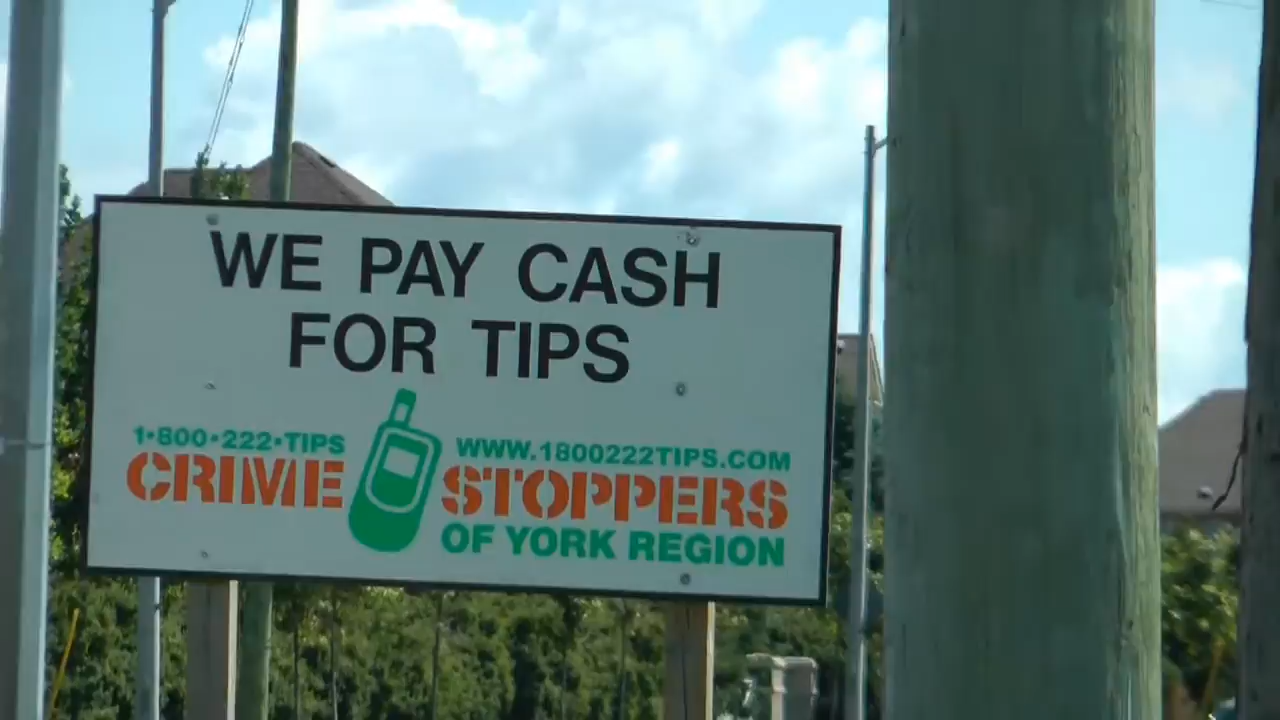 WE PAY CASH
FOR TIPS
1·800·222·TIPS
CRIME
WWW.1800222TIPS.COM
STOPPERS
OF YORK REGION